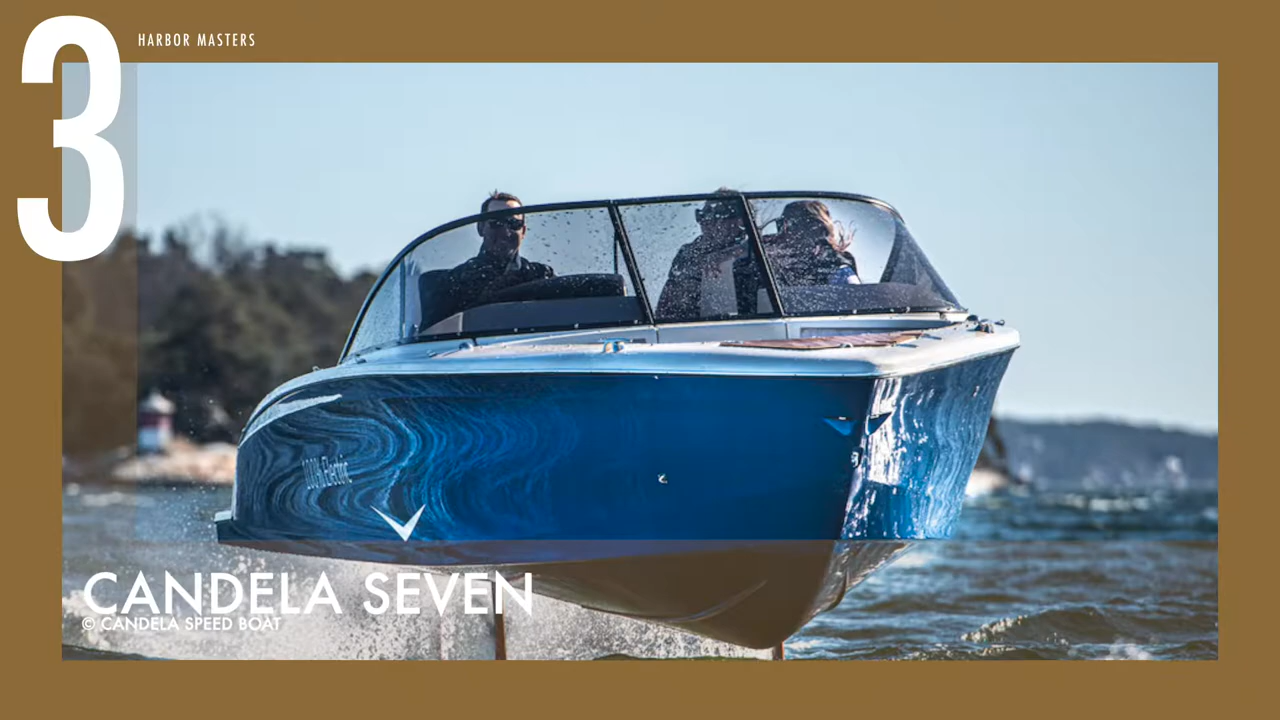 3
HARBOR MASTERS
100% Electric
CANDELA SEVEN
© CANDELA SPEED BOAT